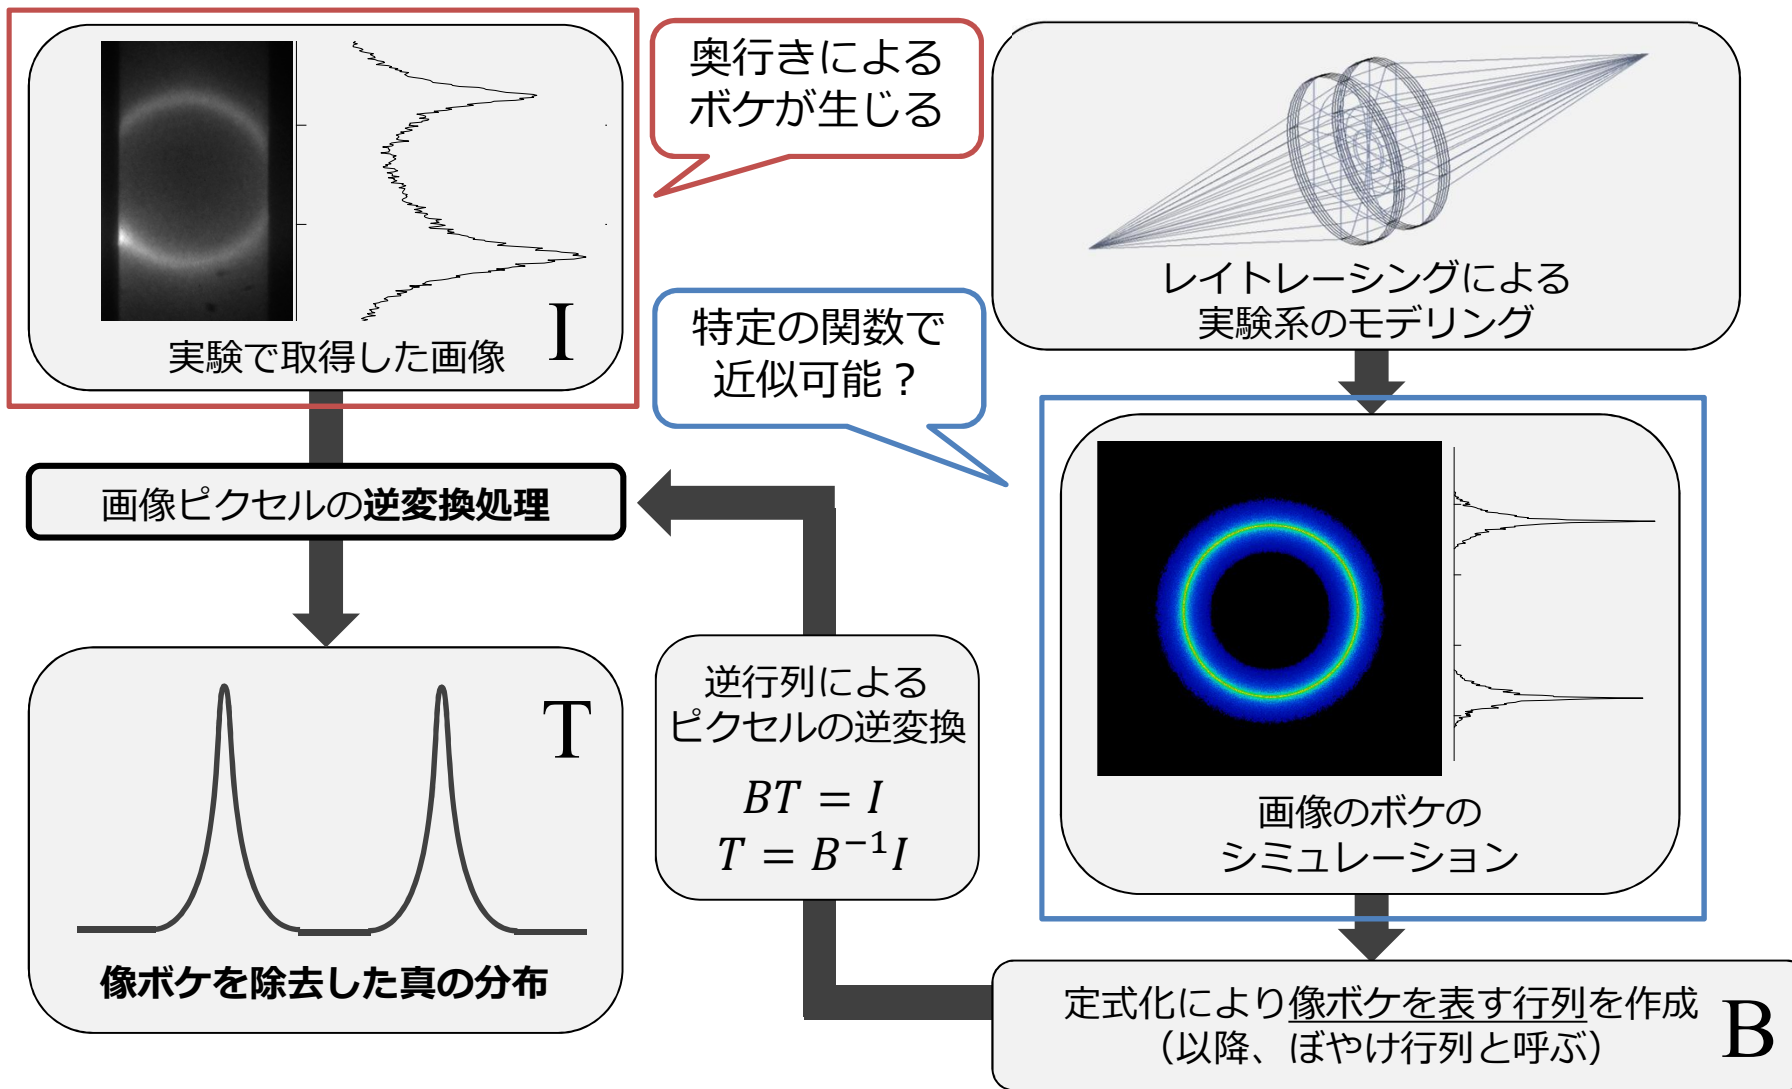 奥行きによる
ボケが生じる
I
実験で取得した画像
レイトレーシングによる
実験系のモデリング
特定の関数で
近似可能？
画像ピクセルの逆変換処理
逆行列による
ピクセルの逆変換
BT = I
T = B⁻¹I
T
像ボケを除去した真の分布
画像のボケの
シミュレーション
定式化により像ボケを表す行列を作成
（以降、ぼやけ行列と呼ぶ）
B